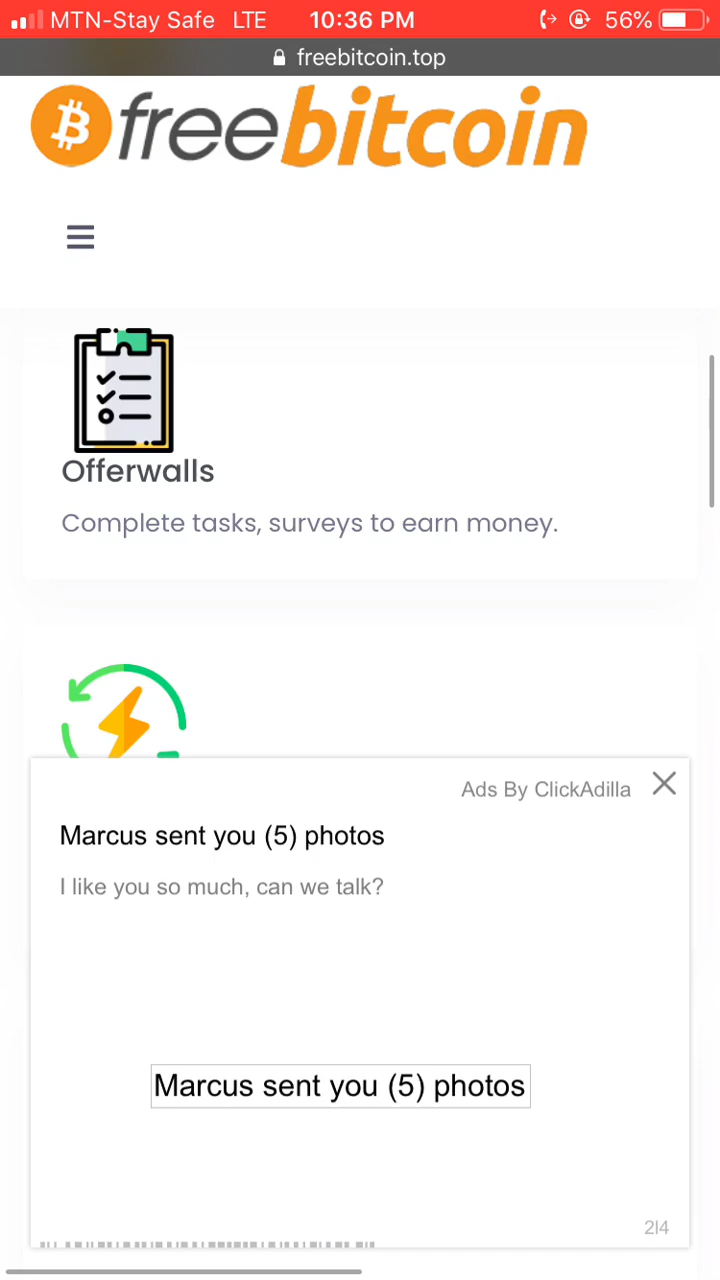 MTN-Stay Safe LTE 10:36 PM 56%
freebitcoin.top
freebitcoin
Offerwalls
Complete tasks, surveys to earn money.
Ads By ClickAdilla
Marcus sent you (5) photos
I like you so much, can we talk?
Marcus sent you (5) photos
2|4